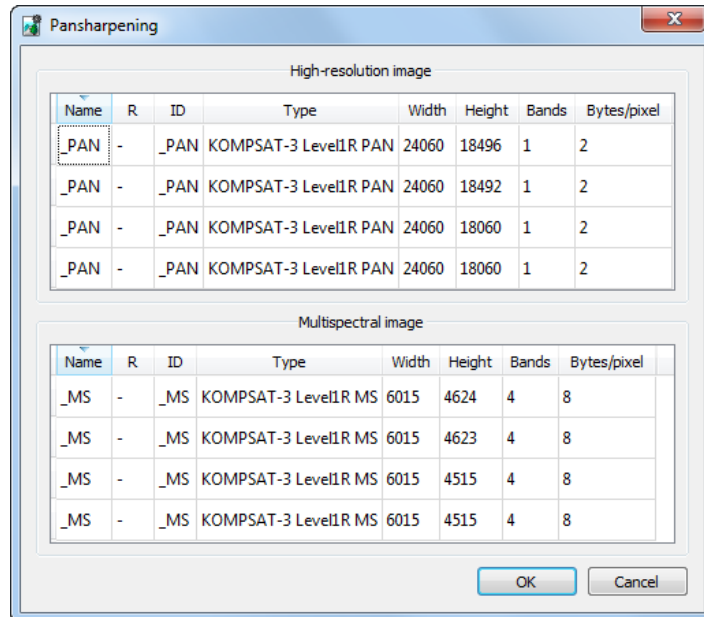 Pansharpening
High-resolution image
Name R ID Type Width Height Bands Bytes/pixel
_PAN - _PAN KOMPSAT-3 Level1R PAN 24060 18496 1 2
_PAN - _PAN KOMPSAT-3 Level1R PAN 24060 18492 1 2
_PAN - _PAN KOMPSAT-3 Level1R PAN 24060 18060 1 2
_PAN - _PAN KOMPSAT-3 Level1R PAN 24060 18060 1 2
Multispectral image
Name R ID Type Width Height Bands Bytes/pixel
_MS - _MS KOMPSAT-3 Level1R MS 6015 4624 4 8
_MS - _MS KOMPSAT-3 Level1R MS 6015 4623 4 8
_MS - _MS KOMPSAT-3 Level1R MS 6015 4515 4 8
_MS - _MS KOMPSAT-3 Level1R MS 6015 4515 4 8
OK Cancel